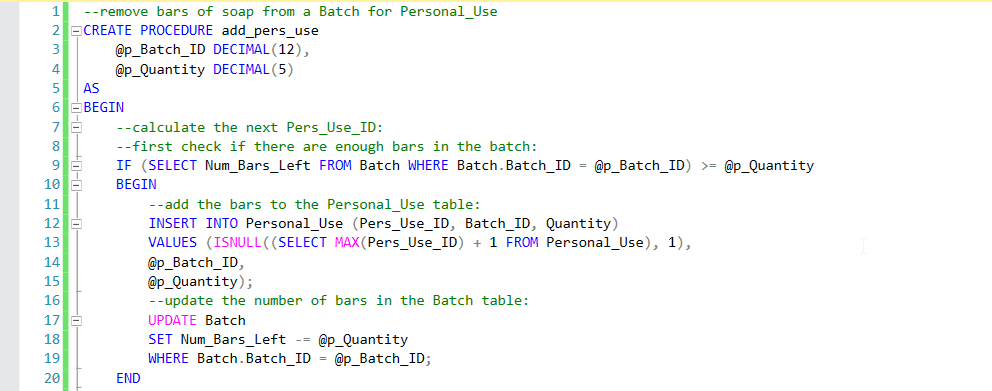 1 --remove bars of soap from a Batch for Personal_Use
2 CREATE PROCEDURE add_pers_use
3 @p_Batch_ID DECIMAL(12),
4 @p_Quantity DECIMAL(5)
5 AS
6 BEGIN
7 --calculate the next Pers_Use_ID:
8 --first check if there are enough bars in the batch:
9 IF (SELECT Num_Bars_Left FROM Batch WHERE Batch.Batch_ID = @p_Batch_ID) >= @p_Quantity
10 BEGIN
11 --add the bars to the Personal_Use table:
12 INSERT INTO Personal_Use (Pers_Use_ID, Batch_ID, Quantity)
13 VALUES (ISNULL((SELECT MAX(Pers_Use_ID) + 1 FROM Personal_Use), 1),
14 @p_Batch_ID,
15 @p_Quantity);
16 --update the number of bars in the Batch table:
17 UPDATE Batch
18 SET Num_Bars_Left -= @p_Quantity
19 WHERE Batch.Batch_ID = @p_Batch_ID;
20 END